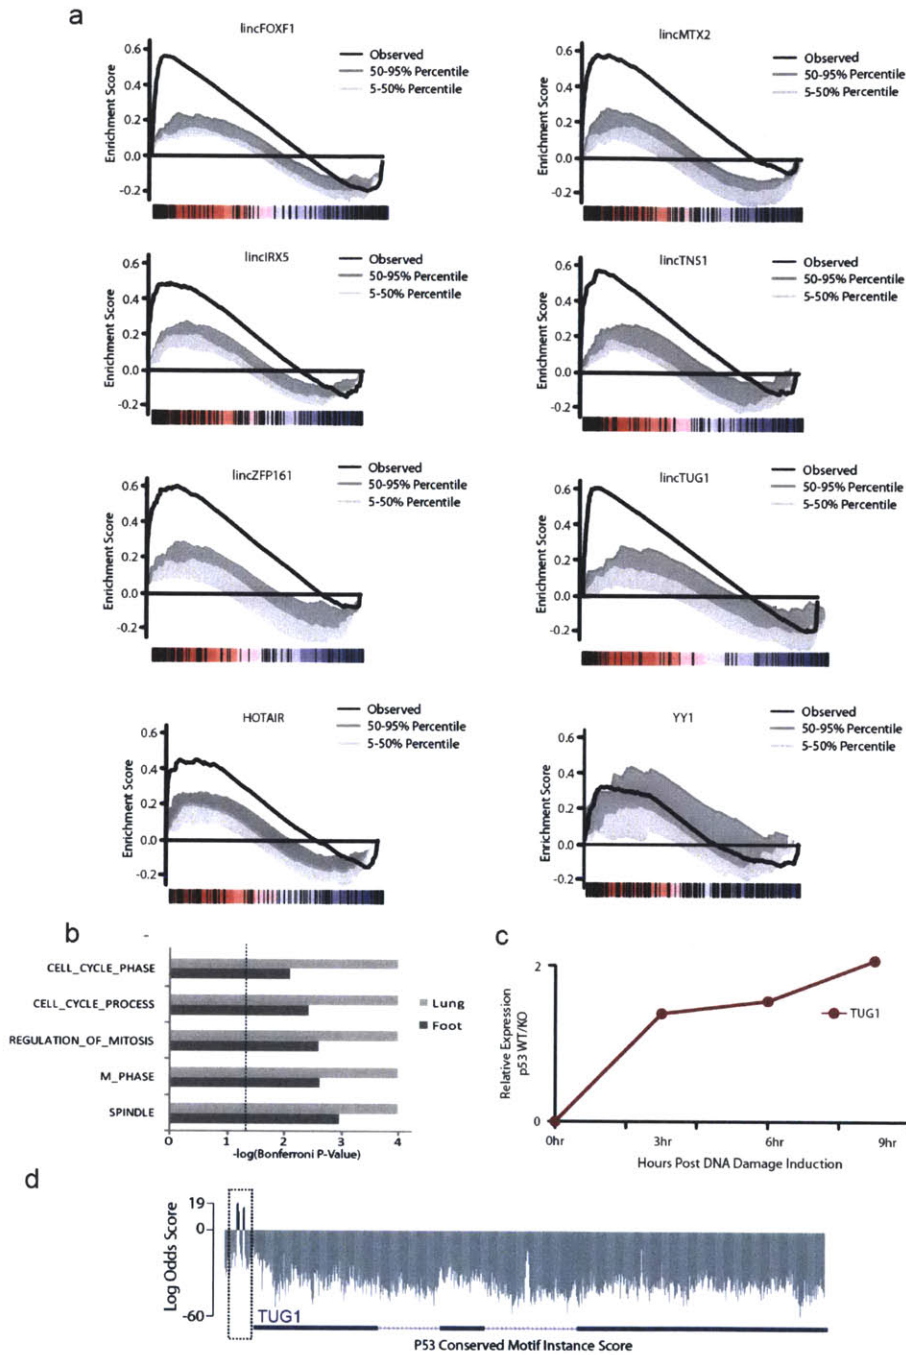 a
lincFOXF1
Enrichment Score
0.6
0.4
0.2
0.0
-0.2
Observed
50-95% Percentile
5-50% Percentile
lincMTX2
Enrichment Score
0.6
0.4
0.2
0.0
-0.2
Observed
50-95% Percentile
5-50% Percentile
lincIRX5
Enrichment Score
0.6
0.4
0.2
0.0
-0.2
Observed
50-95% Percentile
5-50% Percentile
lincTNS1
Enrichment Score
0.6
0.4
0.2
0.0
-0.2
Observed
50-95% Percentile
5-50% Percentile
lincZFP161
Enrichment Score
0.6
0.4
0.2
0.0
-0.2
Observed
50-95% Percentile
5-50% Percentile
lincTUG1
Enrichment Score
0.6
0.4
0.2
0.0
-0.2
Observed
50-95% Percentile
5-50% Percentile
HOTAIR
Enrichment Score
0.6
0.4
0.2
0.0
-0.2
Observed
50-95% Percentile
5-50% Percentile
YY1
Enrichment Score
0.6
0.4
0.2
0.0
-0.2
Observed
50-95% Percentile
5-50% Percentile
b
CELL_CYCLE_PHASE
CELL_CYCLE_PROCESS
REGULATION_OF_MITOSIS
M_PHASE
SPINDLE
0 1 2 3 4
-log(Bonferroni P-Value)
Lung
Foot
c
Relative Expression
p53 WT/KO
2
0
TUG1
0hr 3hr 6hr 9hr
Hours Post DNA Damage Induction
d
Log Odds Score
19
0
-60
TUG1
P53 Conserved Motif Instance Score